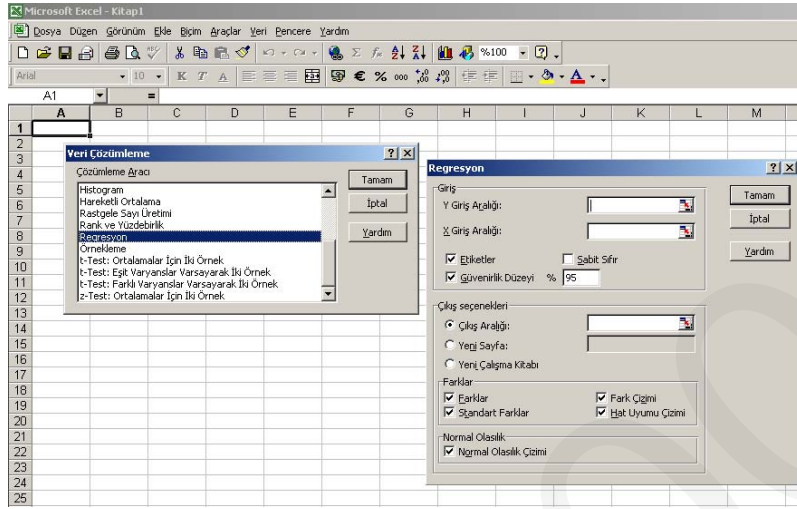 Microsoft Excel - Kitap1
Dosya Düzen Görünüm Ekle Biçim Araçlar Veri Pencere Yardım
%100
Arial 10 K T A % 000
A1 =
A B C D E F G H I J K L M
1
2
3
4
5
6
7
8
9
10
11
12
13
14
15
16
17
18
19
20
21
22
23
24
25
Veri Çözümleme
Çözümleme Aracı
Histogram
Hareketli Ortalama
Rastgele Sayı Üretimi
Rank ve Yüzdebirlik
Regresyon
Örnekleme
t-Test: Ortalamalar İçin İki Örnek
t-Test: Eşit Varyanslar Varsayarak İki Örnek
t-Test: Farklı Varyanslar Varsayarak İki Örnek
z-Test: Ortalamalar İçin İki Örnek
Tamam
İptal
Yardım
Regresyon
Giriş
Y Giriş Aralığı:
X Giriş Aralığı:
Etiketler Sabit Sıfır
Güvenirlik Düzeyi % 95
Çıkış seçenekleri
Çıkış Aralığı:
Yeni Sayfa:
Yeni Çalışma Kitabı
Farklar
Farklar Fark Çizimi
Standart Farklar Hat Uyumu Çizimi
Normal Olasılık
Normal Olasılık Çizimi
Tamam
İptal
Yardım